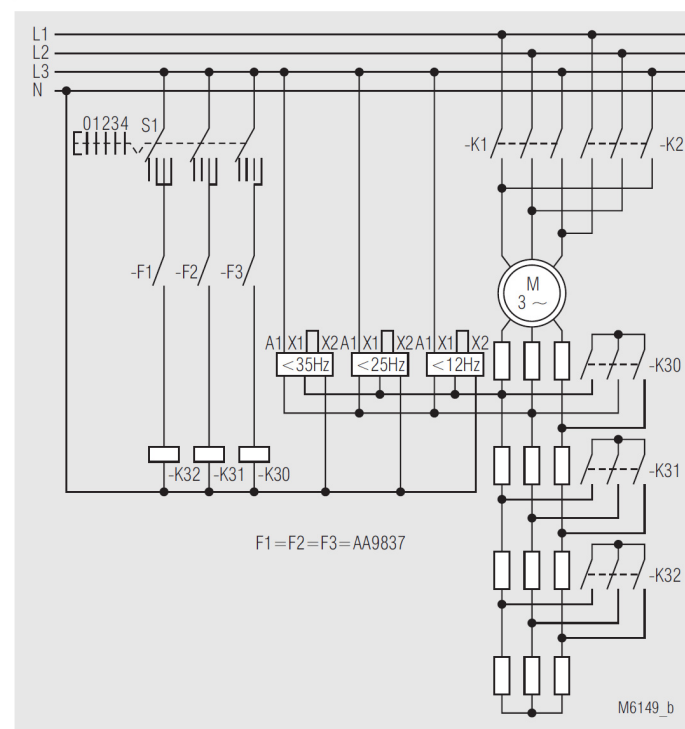 L1
L2
L3
N
01234 S1
-K1
-K2
-F1
-F2
-F3
M
3 ~
A1 X1 X2 A1 X1 X2 A1 X1 X2
<35Hz
<25Hz
<12Hz
-K30
-K32
-K31
-K30
-K31
F1=F2=F3=AA9837
-K32
M6149_b